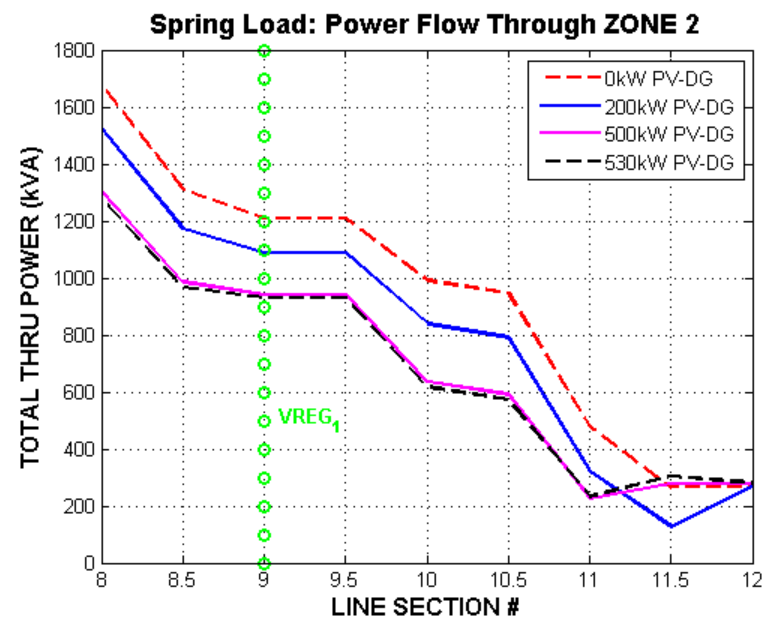 Spring Load: Power Flow Through ZONE 2
TOTAL THRU POWER (kVA)
1800
1600
1400
1200
1000
800
600
400
200
0
0kW PV-DG
200kW PV-DG
500kW PV-DG
530kW PV-DG
VREG1
8 8.5 9 9.5 10 10.5 11 11.5 12
LINE SECTION #